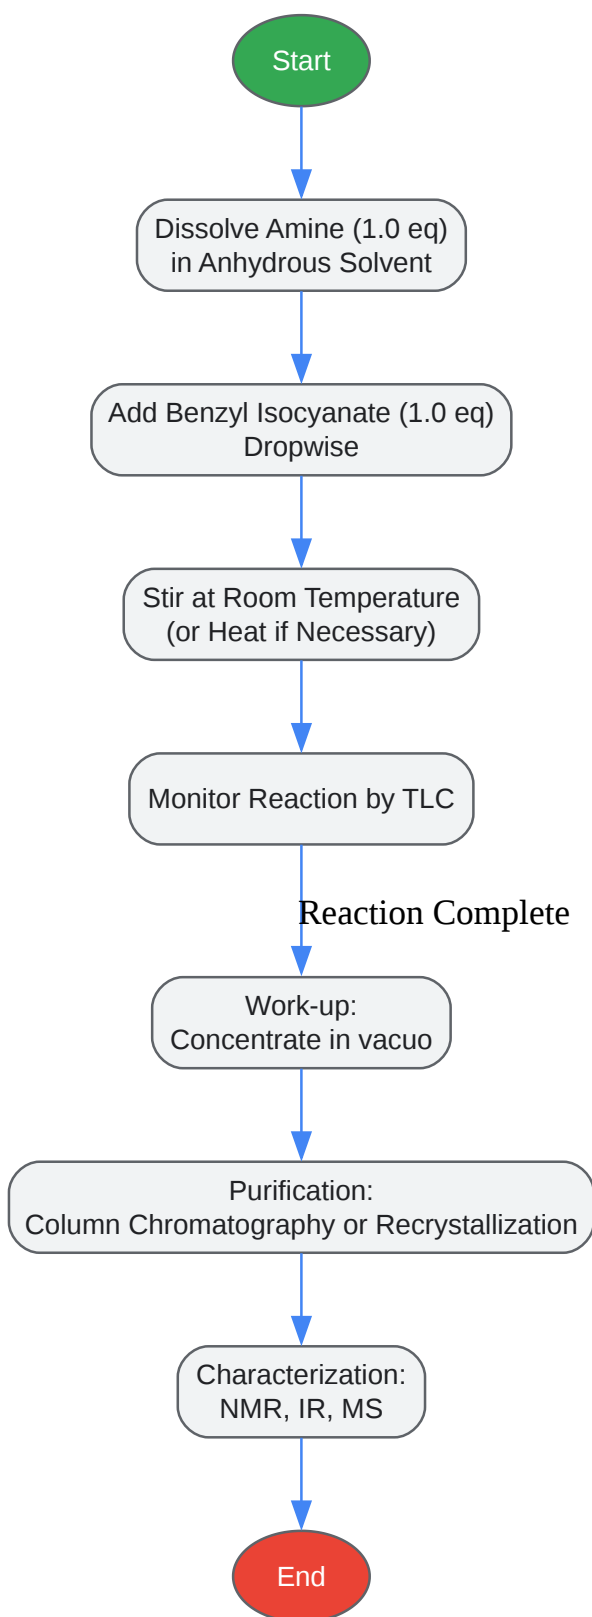 Start
Dissolve Amine (1.0 eq)
in Anhydrous Solvent
Add Benzyl Isocyanate (1.0 eq)
Dropwise
Stir at Room Temperature
(or Heat if Necessary)
Monitor Reaction by TLC
Reaction Complete
Work-up:
Concentrate in vacuo
Purification:
Column Chromatography or Recrystallization
Characterization:
NMR, IR, MS
End